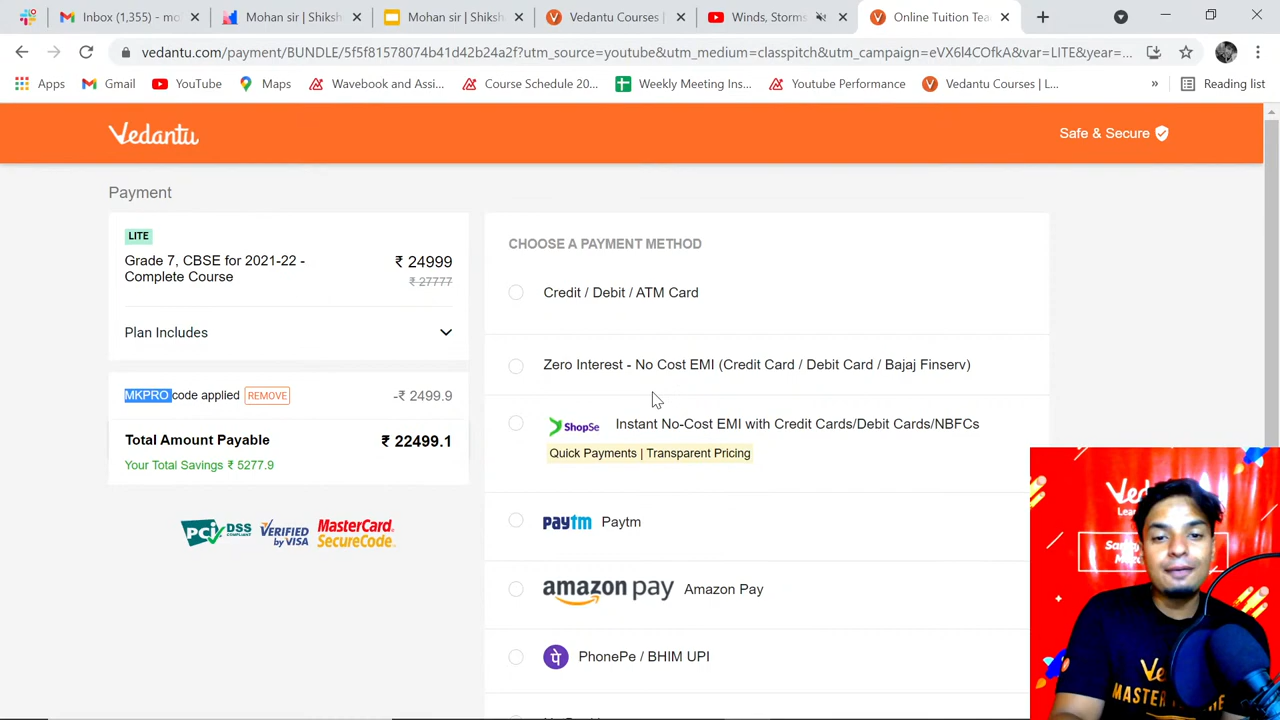 Inbox (1,355) - mo
Mohan sir | Shiksh
Mohan sir | Shiksh
Vedantu Courses |
Winds, Storms
Online Tuition Tea
vedantu.com/payment/BUNDLE/5f5f81578074b41d42b24a2f?utm_source=youtube&utm_medium=classpitch&utm_campaign=eVX6l4COfkA&var=LITE&year=...
Apps
Gmail
YouTube
Maps
Wavebook and Assi...
Course Schedule 20...
Weekly Meeting Ins...
Youtube Performance
Vedantu Courses | L...
»
Reading list
Vedantu
Safe & Secure
Payment
LITE
Grade 7, CBSE for 2021-22 -
Complete Course
₹ 24999
₹ 27777
Plan Includes
MKPRO code applied REMOVE -₹ 2499.9
Total Amount Payable ₹ 22499.1
Your Total Savings ₹ 5277.9
PCI DSS
COMPLIANT
VERIFIED
by VISA
MasterCard.
SecureCode.
CHOOSE A PAYMENT METHOD
Credit / Debit / ATM Card
Zero Interest - No Cost EMI (Credit Card / Debit Card / Bajaj Finserv)
ShopSe Instant No-Cost EMI with Credit Cards/Debit Cards/NBFCs
Quick Payments | Transparent Pricing
paytm Paytm
amazon pay Amazon Pay
PhonePe / BHIM UPI
MASTER